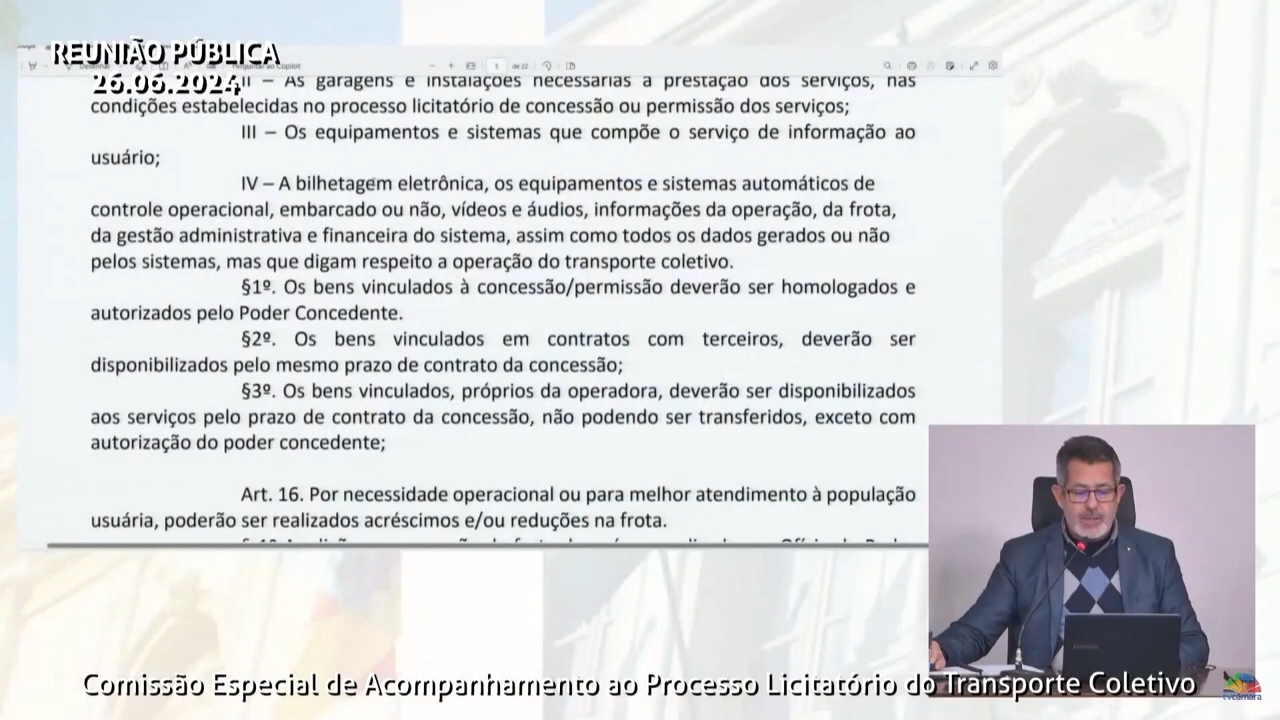 REUNIÃO PÚBLICA
26.06.2024
Perguntar ao Copilot
3 de 22
II – As garagens e instalações necessárias à prestação dos serviços, nas
condições estabelecidas no processo licitatório de concessão ou permissão dos serviços;
III – Os equipamentos e sistemas que compõe o serviço de informação ao
usuário;
IV – A bilhetagem eletrônica, os equipamentos e sistemas automáticos de
controle operacional, embarcado ou não, vídeos e áudios, informações da operação, da frota,
da gestão administrativa e financeira do sistema, assim como todos os dados gerados ou não
pelos sistemas, mas que digam respeito a operação do transporte coletivo.
§1º. Os bens vinculados à concessão/permissão deverão ser homologados e
autorizados pelo Poder Concedente.
§2º. Os bens vinculados em contratos com terceiros, deverão ser
disponibilizados pelo mesmo prazo de contrato da concessão;
§3º. Os bens vinculados, próprios da operadora, deverão ser disponibilizados
aos serviços pelo prazo de contrato da concessão, não podendo ser transferidos, exceto com
autorização do poder concedente;
Art. 16. Por necessidade operacional ou para melhor atendimento à população
usuária, poderão ser realizados acréscimos e/ou reduções na frota.
Comissão Especial de Acompanhamento ao Processo Licitatório do Transporte Coletivo
tvcâmara